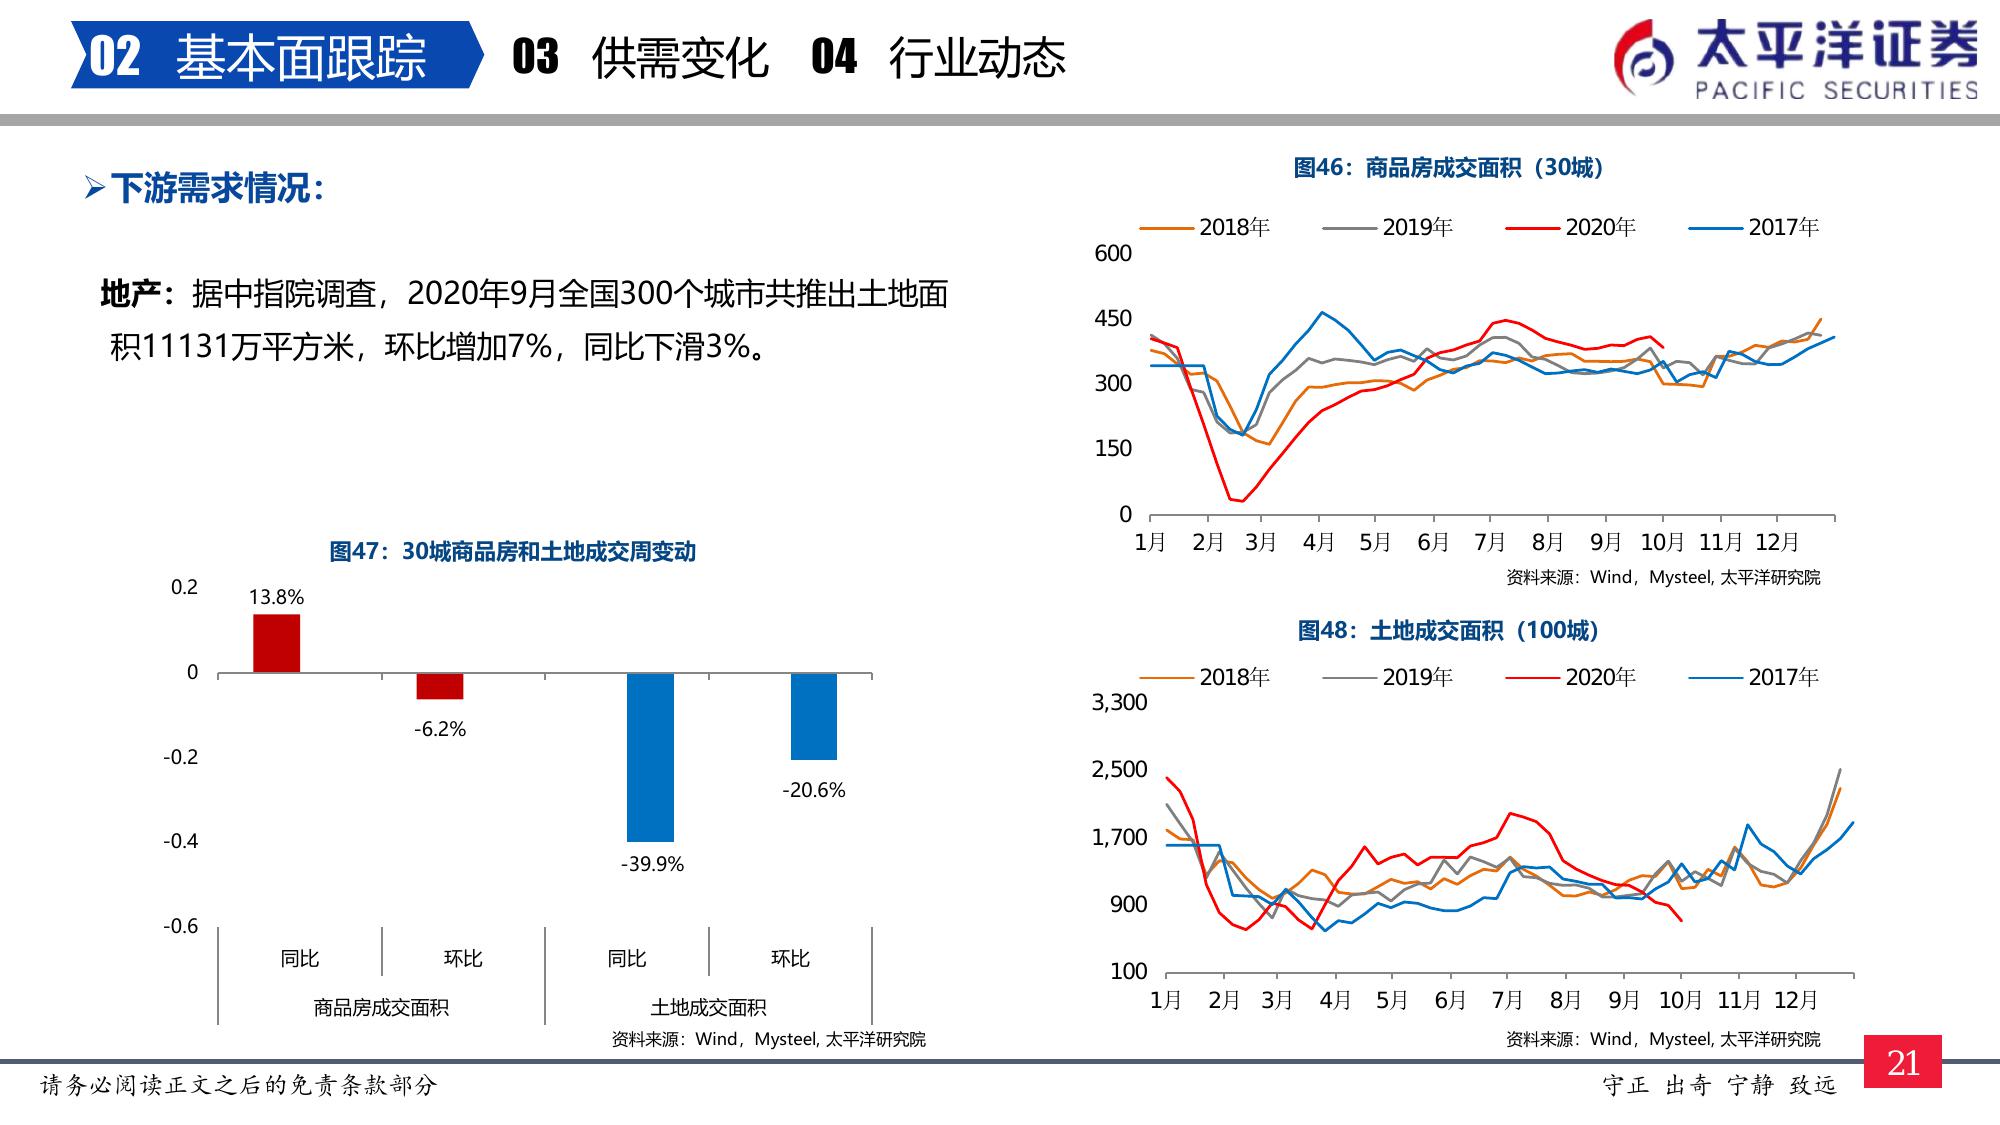 02 基本面跟踪 03 供需变化 04 行业动态
太平洋证券
PACIFIC SECURITIES
➢下游需求情况：
地产：据中指院调查，2020年9月全国300个城市共推出土地面
积11131万平方米，环比增加7%，同比下滑3%。
图46：商品房成交面积（30城）
2018年 2019年 2020年 2017年
600
450
300
150
0
1月 2月 3月 4月 5月 6月 7月 8月 9月 10月 11月 12月
资料来源：Wind，Mysteel, 太平洋研究院
图47：30城商品房和土地成交周变动
0.2
0
-0.2
-0.4
-0.6
13.8%
-6.2%
-39.9%
-20.6%
同比 环比 同比 环比
商品房成交面积 土地成交面积
资料来源：Wind，Mysteel, 太平洋研究院
图48：土地成交面积（100城）
2018年 2019年 2020年 2017年
3,300
2,500
1,700
900
100
1月 2月 3月 4月 5月 6月 7月 8月 9月 10月 11月 12月
资料来源：Wind，Mysteel, 太平洋研究院
请务必阅读正文之后的免责条款部分
守正 出奇 宁静 致远
21